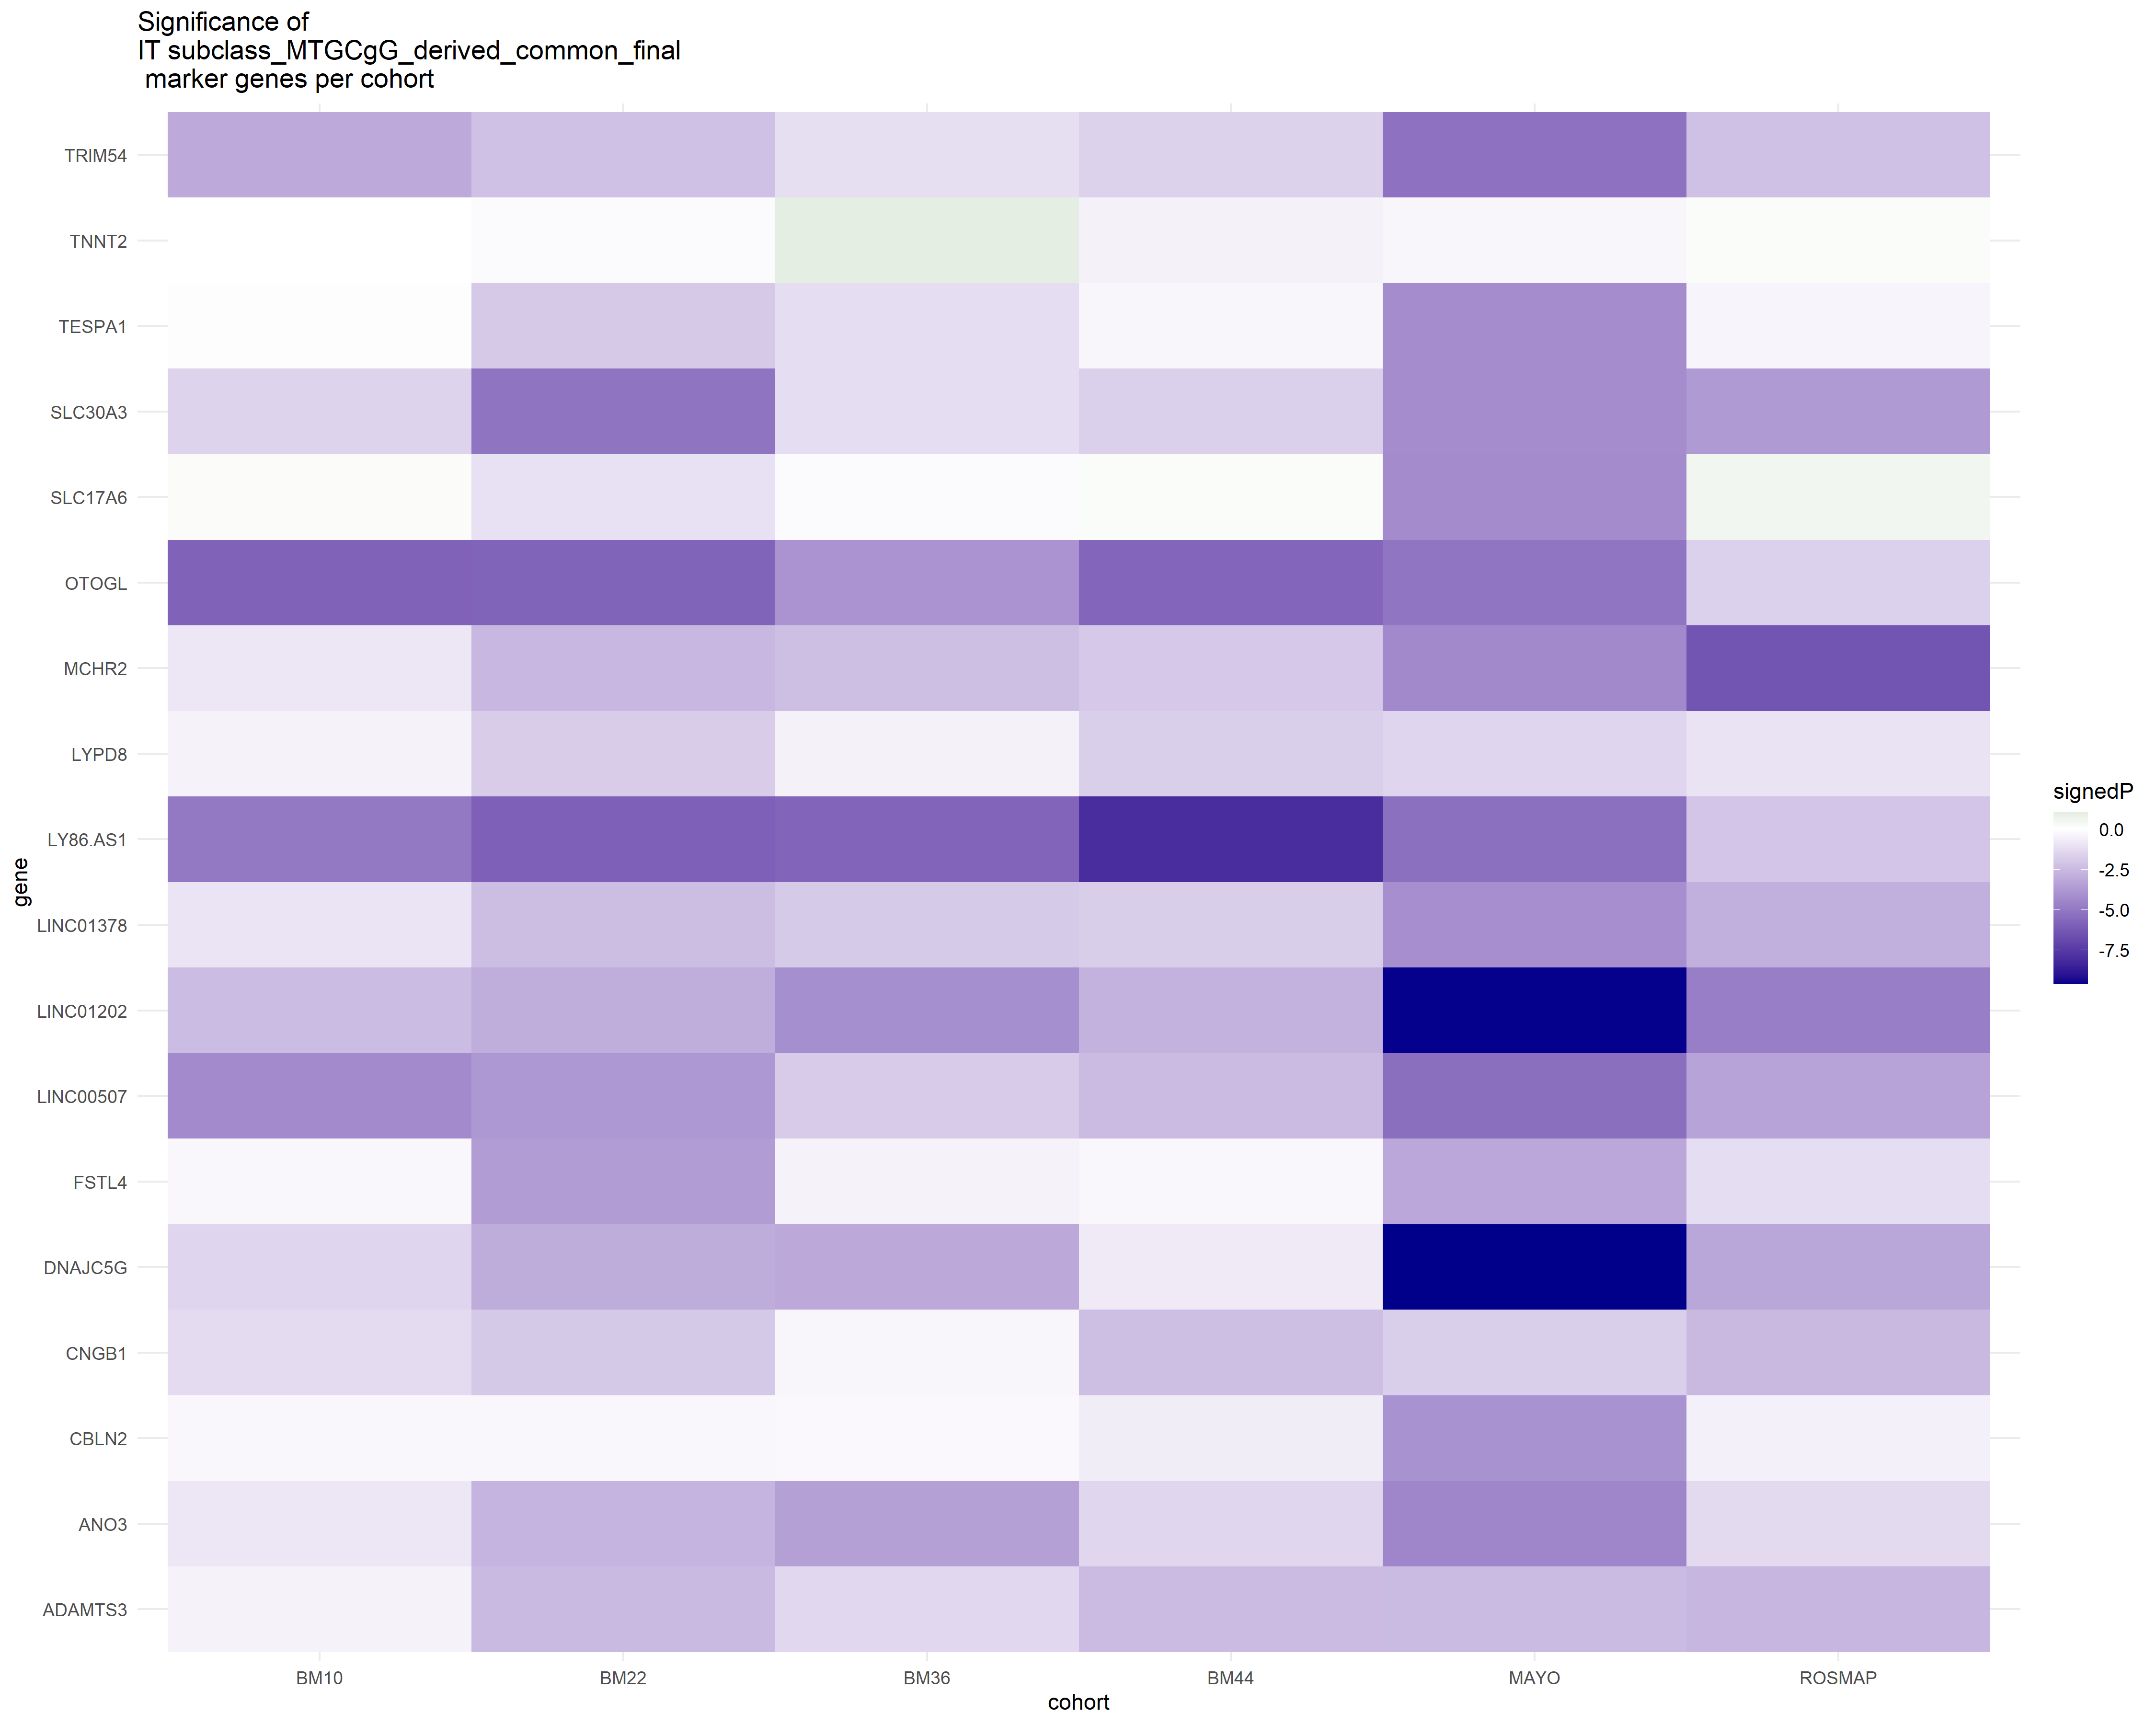 Significance of
IT subclass_MTGCgG_derived_common_final
marker genes per cohort
TRIM54
TNNT2
TESPA1
SLC30A3
SLC17A6
OTOGL
MCHR2
LYPD8
LY86.AS1
LINC01378
LINC01202
LINC00507
FSTL4
DNAJC5G
CNGB1
CBLN2
ANO3
ADAMTS3
gene
BM10
BM22
BM36
BM44
MAYO
ROSMAP
cohort
signedP
0.0
-2.5
-5.0
-7.5